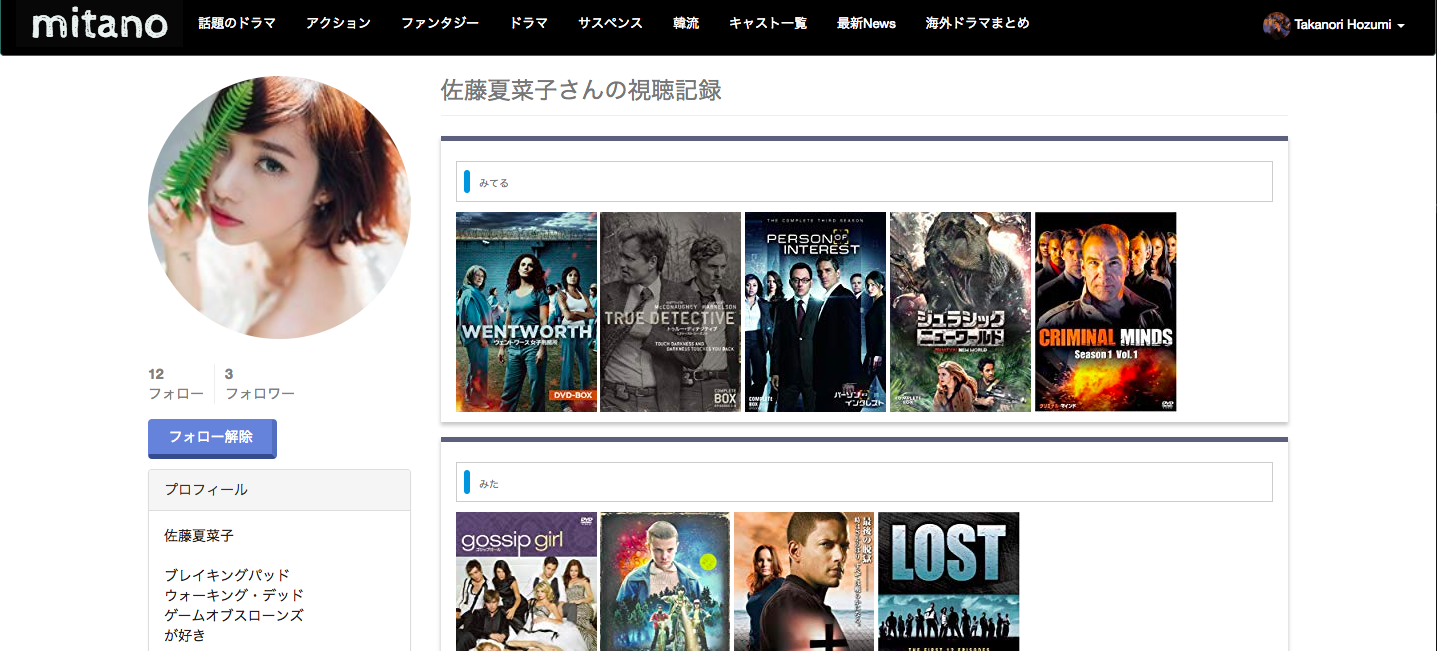 mitano
話題のドラマ
アクション
ファンタジー
ドラマ
サスペンス
韓流
キャスト一覧
最新News
海外ドラマまとめ
Takanori Hozumi
12
フォロー
3
フォロワー
フォロー解除
プロフィール
佐藤夏菜子
ブレイキングバッド
ウォーキング・デッド
ゲームオブスローンズ
が好き
佐藤夏菜子さんの視聴記録
みてる
WENTWORTH
ウェントワース 女子刑務所
DVD-BOX
McCONAUGHEY HARRELSON
TRUE DETECTIVE
トゥルー・ディテクティブ
TOUCH DARKNESS AND
DARKNESS TOUCHES YOU BACK
COMPLETE
BOX
THE COMPLETE THIRD SEASON
PERSON OF
INTEREST
COMPLETE
BOX
パーソン・オブ
インタレスト
ジュラシック
ニューワールド
NEW WORLD
COMPLETE
BOX
CRIMINAL MINDS
Season1 Vol.1
クリミナル・マインド
DVD
みた
DVD
gossip girl
ゴシップガール
最後の脱獄
LOST
THE FIRST 12 EPISODES